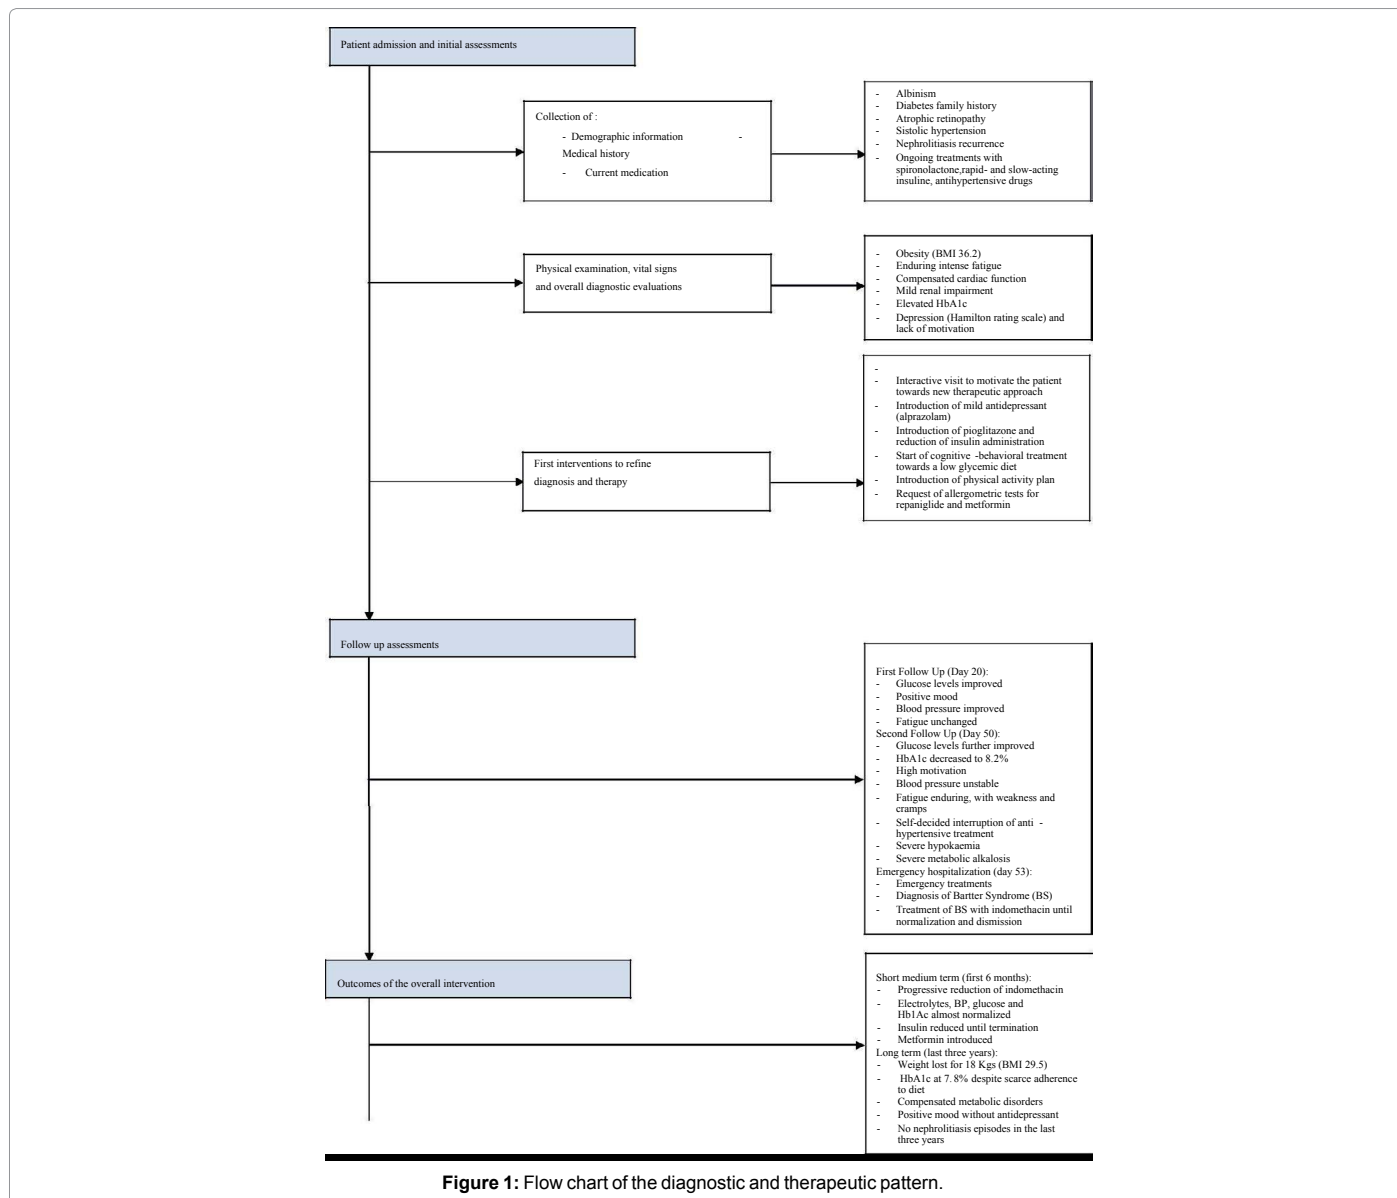 Patient admission and initial assessments
Collection of :
- Demographic information -
Medical history
- Current medication
- Albinism
- Diabetes family history
- Atrophic retinopathy
- Sistolic hypertension
- Nephrolitiasis recurrence
- Ongoing treatments with
spironolactone,rapid- and slow-acting
insuline, antihypertensive drugs
Physical examination, vital signs
and overall diagnostic evaluations
- Obesity (BMI 36.2)
- Enduring intense fatigue
- Compensated cardiac function
- Mild renal impairment
- Elevated HbA1c
- Depression (Hamilton rating scale) and
lack of motivation
First interventions to refine
diagnosis and therapy
-
- Interactive visit to motivate the patient
towards new therapeutic approach
- Introduction of mild antidepressant
(alprazolam)
- Introduction of pioglitazone and
reduction of insulin administration
- Start of cognitive -behavioral treatment
towards a low glycemic diet
- Introduction of physical activity plan
- Request of allergometric tests for
repaniglide and metformin
Follow up assessments
First Follow Up (Day 20):
- Glucose levels improved
- Positive mood
- Blood pressure improved
- Fatigue unchanged
Second Follow Up (Day 50):
- Glucose levels further improved
- HbA1c decreased to 8.2%
- High motivation
- Blood pressure unstable
- Fatigue enduring, with weakness and
cramps
- Self-decided interruption of anti -
hypertensive treatment
- Severe hypokaemia
- Severe metabolic alkalosis
Emergency hospitalization (day 53):
- Emergency treatments
- Diagnosis of Bartter Syndrome (BS)
- Treatment of BS with indomethacin until
normalization and dismission
Outcomes of the overall intervention
Short medium term (first 6 months):
- Progressive reduction of indomethacin
- Electrolytes, BP, glucose and
Hb1Ac almost normalized
- Insulin reduced until termination
- Metformin introduced
Long term (last three years):
- Weight lost for 18 Kgs (BMI 29.5)
- HbA1c at 7.8% despite scarce adherence
to diet
- Compensated metabolic disorders
- Positive mood without antidepressant
- No nephrolitiasis episodes in the last
three years
Figure 1: Flow chart of the diagnostic and therapeutic pattern.